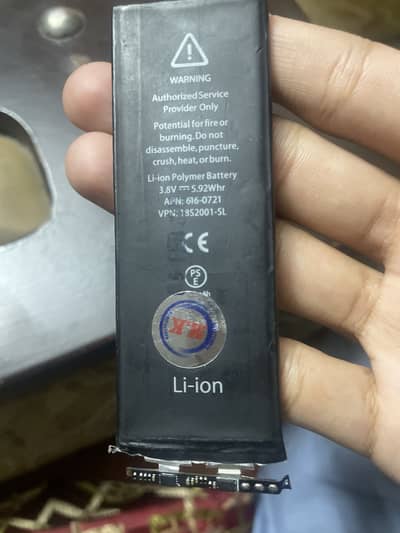 WARNING
Authorized Service
Provider Only
Potential for fire or
burning. Do not
disassemble, puncture,
crush, heat, or burn.
Li-ion Polymer Battery
3.8V ⎓ 5.92Whr
APN: 616-0721
VPN: 1852001-SL
CE
PS
E
Li-ion